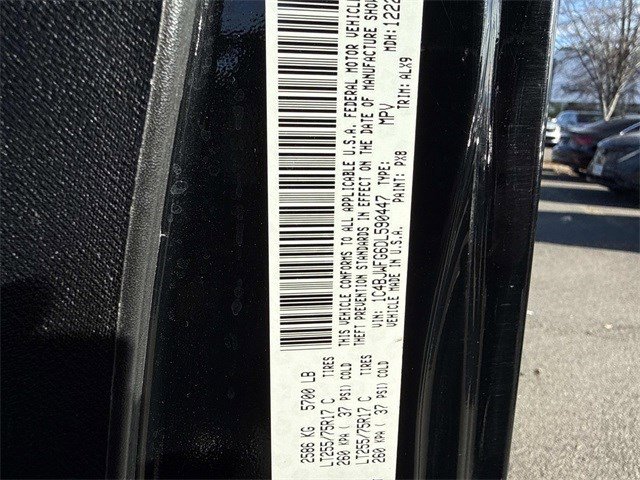 2586 KG 5700 LB
LT255/75R17 C TIRES
260 KPA ( 37 PSI) COLD
LT255/75R17 C TIRES
260 KPA ( 37 PSI) COLD
THIS VEHICLE CONFORMS TO ALL APPLICABLE U.S.A. FEDERAL MOTOR VEHICLE
THEFT PREVENTION STANDARDS IN EFFECT ON THE DATE OF MANUFACTURE SHO
VIN: 1C4BJWFG6DL590447 TYPE: MPV MDH: 1222
VEHICLE MADE IN U.S.A. PAINT: PX8 TRIM: ALX9